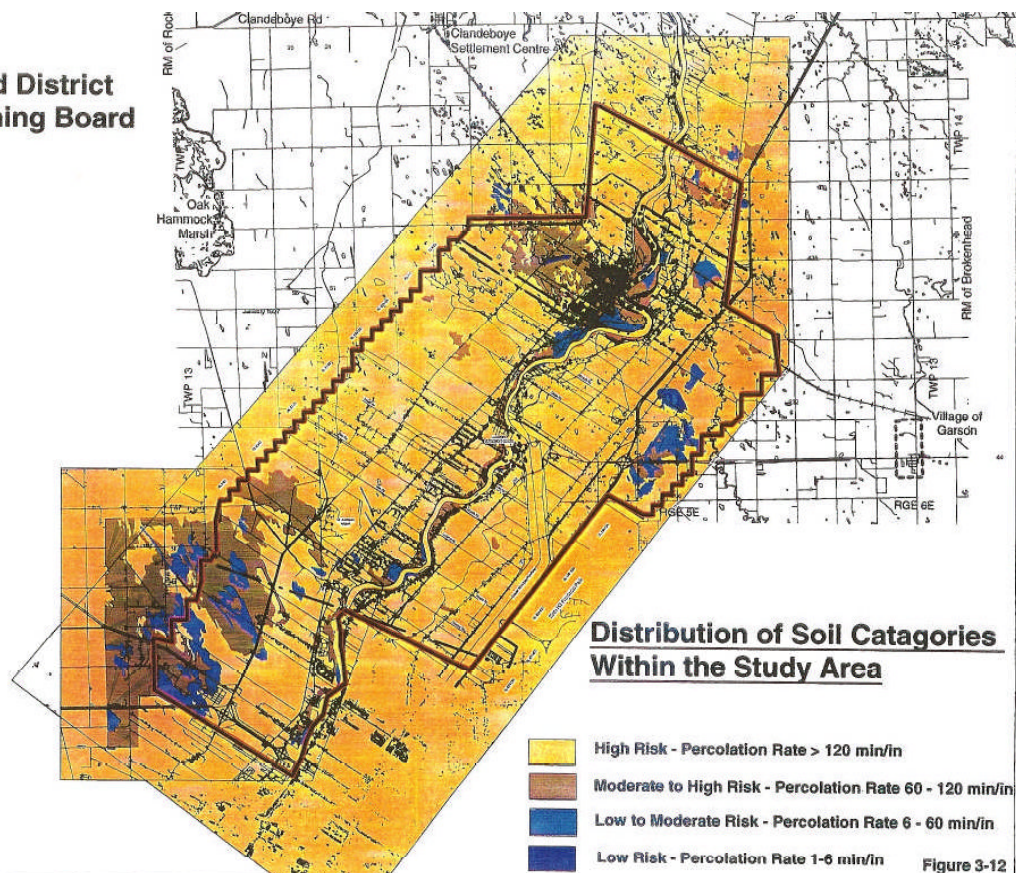 Clandeboye Rd
Clandeboye
Settlement Centre
RM of Rock
d District
ning Board
TWP 14
Oak
Hammock
Marsh
RM of Brokenhead
TWP 13
TWP 13
Village of
Garson
RGE 5E
RGE 6E
Distribution of Soil Catagories
Within the Study Area
High Risk - Percolation Rate > 120 min/in
Moderate to High Risk - Percolation Rate 60 - 120 min/in
Low to Moderate Risk - Percolation Rate 6 - 60 min/in
Low Risk - Percolation Rate 1-6 min/in
Figure 3-12